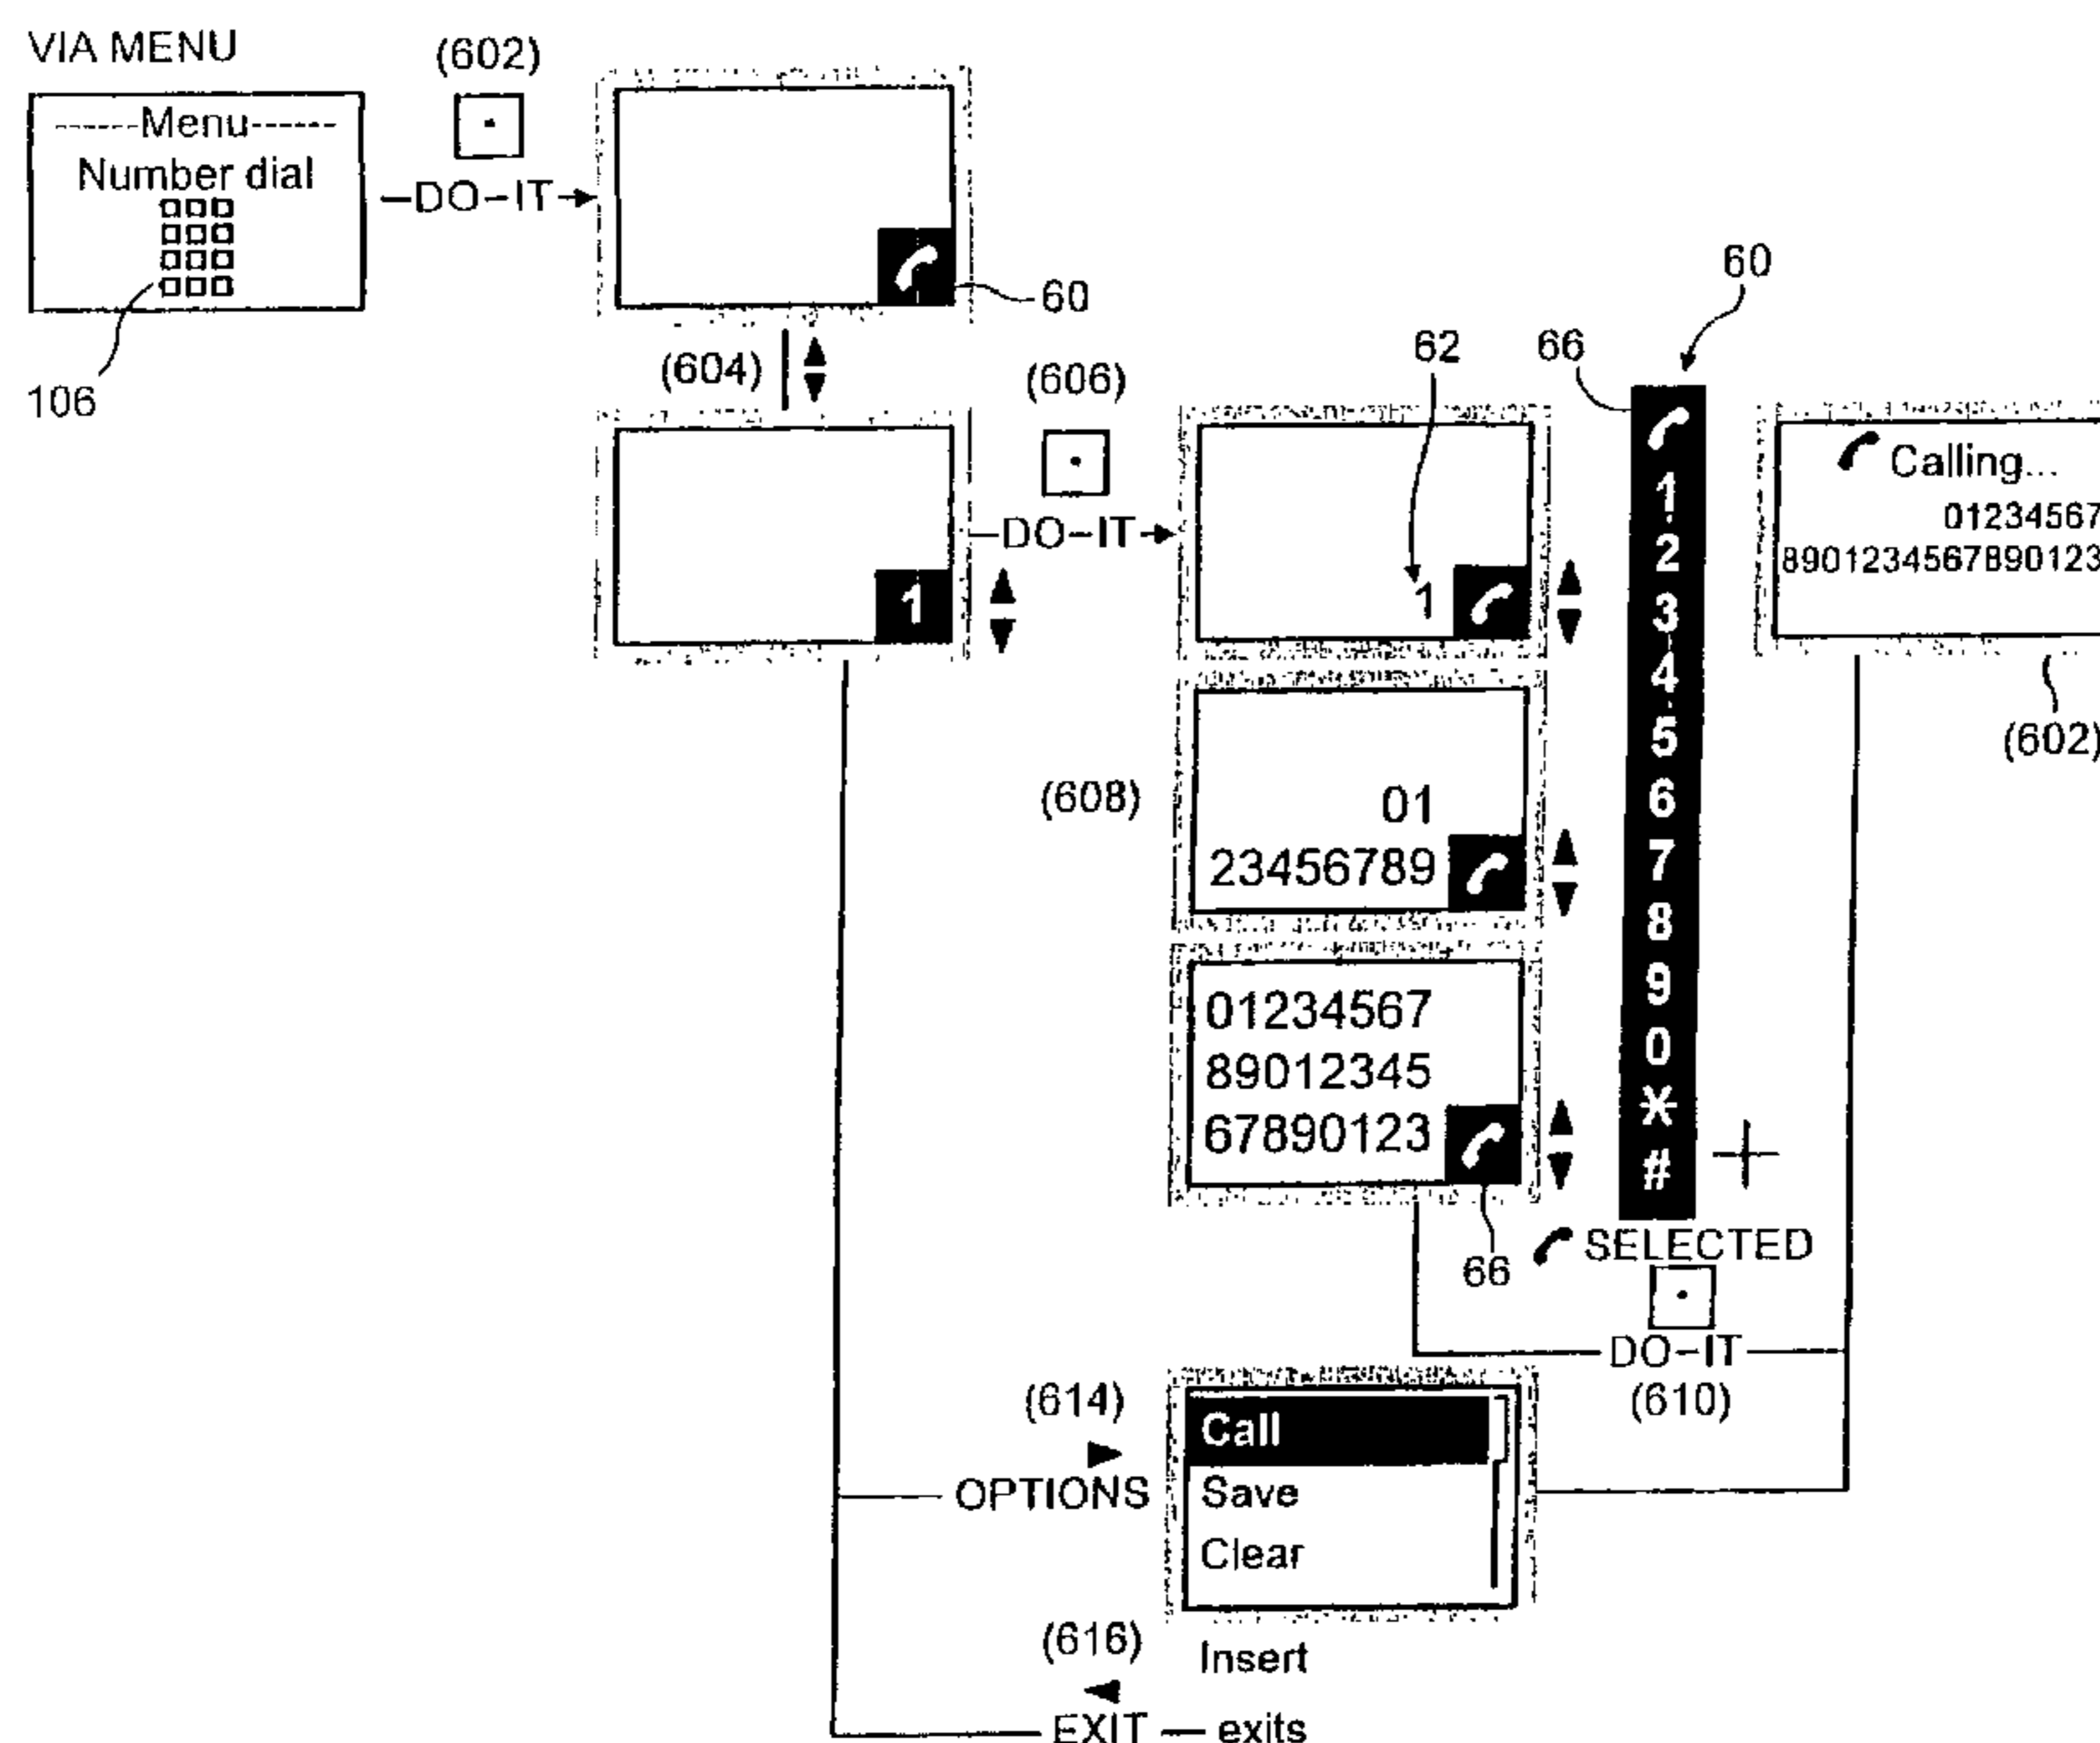 VIA MENU
(602)
------Menu------
Number dial
DO-IT
106
60
(604)
(606)
DO-IT
1
62
1
66
60
1
2
3
4
5
6
7
8
9
0
*
#
Calling...
01234567
8901234567890123
(602)
(608)
01
23456789
01234567
89012345
67890123
66
SELECTED
DO-IT
(610)
(614)
OPTIONS
Call
Save
Clear
(616)
Insert
EXIT — exits